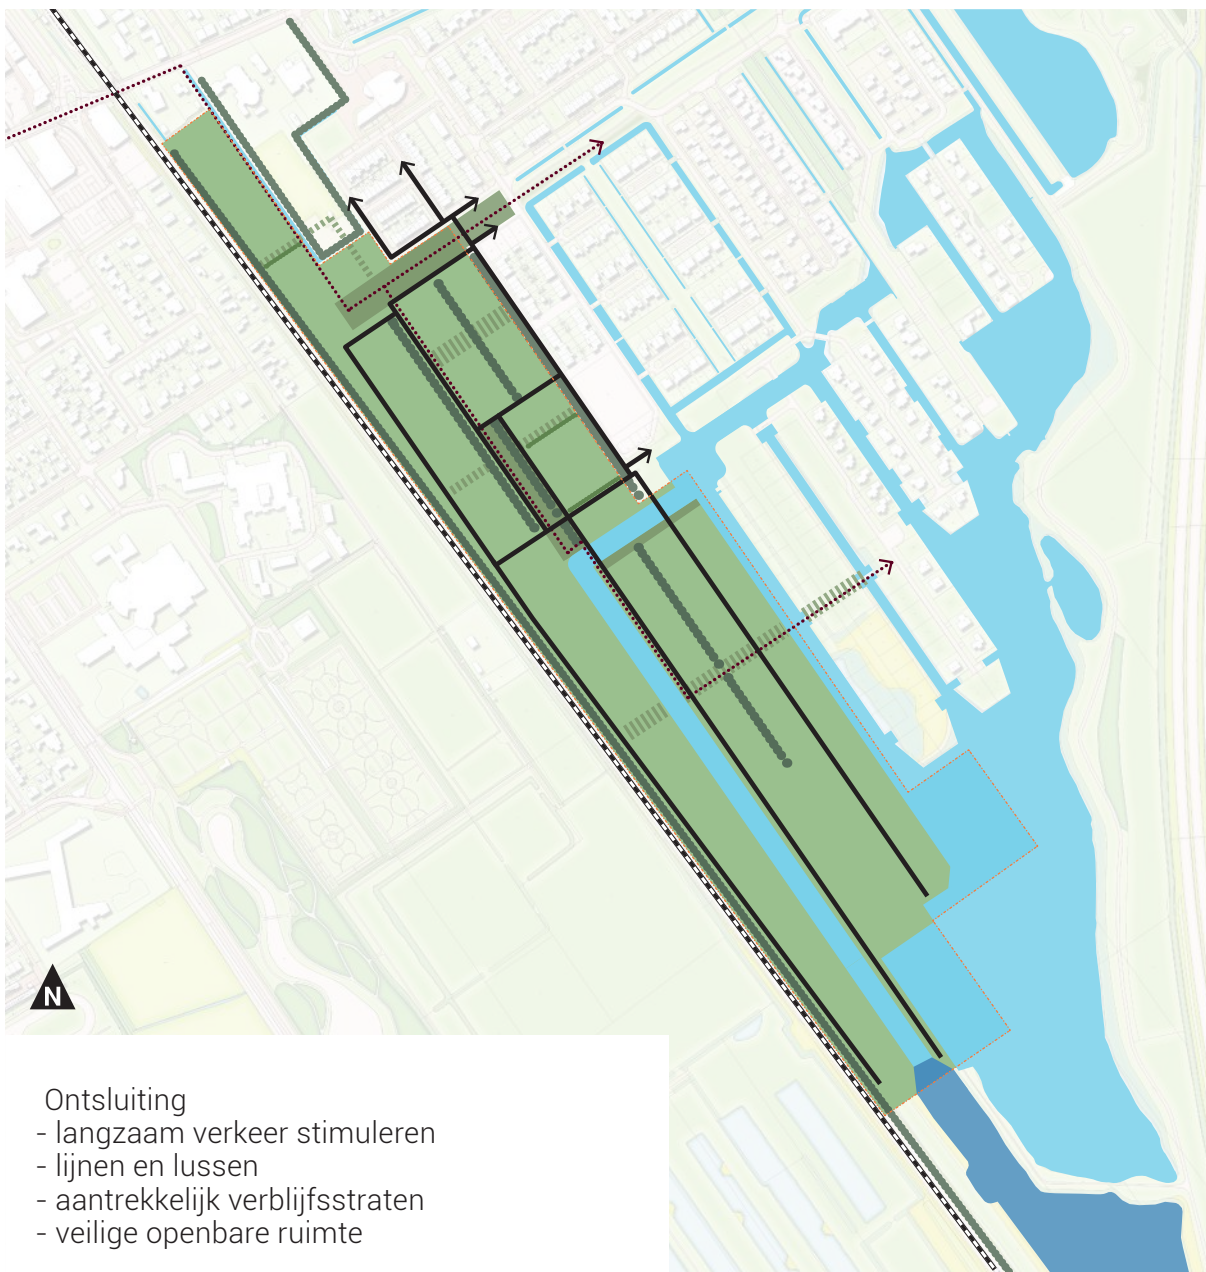 N
Ontsluiting
- langzaam verkeer stimuleren
- lijnen en lussen
- aantrekkelijk verblijfsstraten
- veilige openbare ruimte